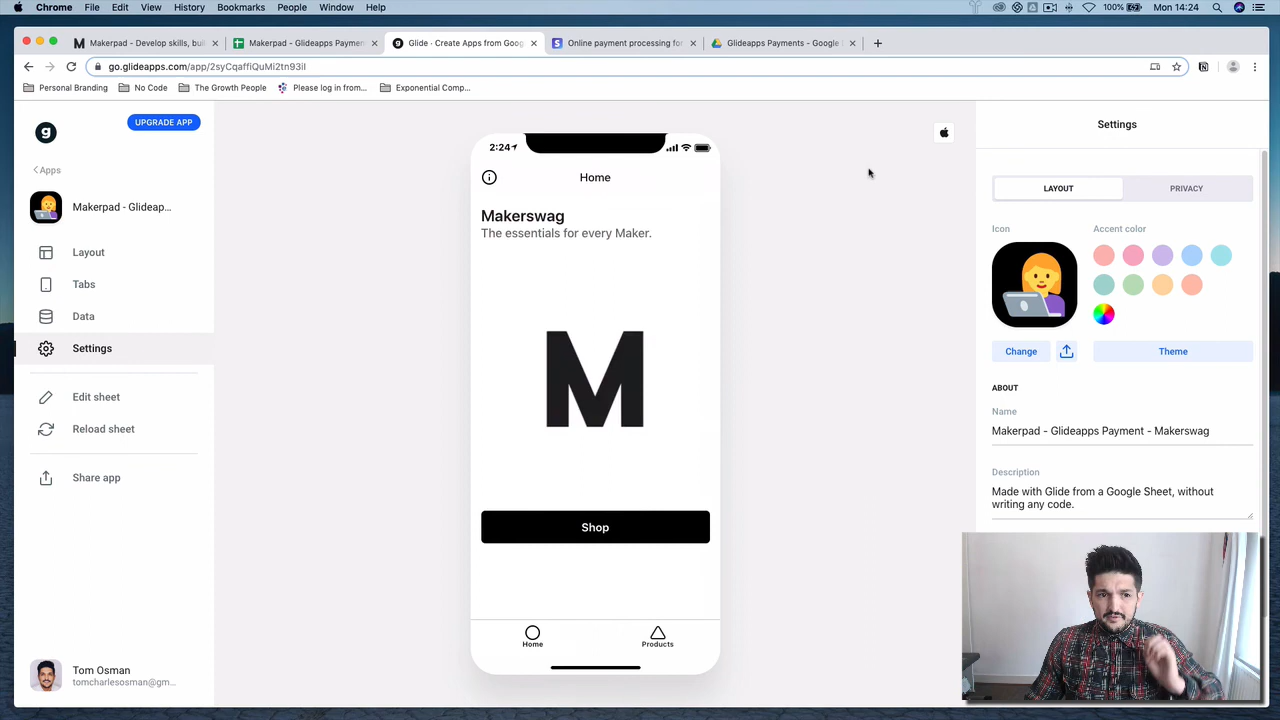 Chrome File Edit View History Bookmarks People Window Help 100% Mon 14:24
Makerpad - Develop skills, bui
Makerpad - Glideapps Paymen
Glide · Create Apps from Goog
Online payment processing for
Glideapps Payments - Google
go.glideapps.com/app/2syCqaffiQuMi2tn93iI
Personal Branding No Code The Growth People Please log in from... Exponential Comp...
g
UPGRADE APP
Apps
Makerpad - Glideap...
Layout
Tabs
Data
Settings
Edit sheet
Reload sheet
Share app
Tom Osman
tomcharlesosman@gm...
2:24
Home
Makerswag
The essentials for every Maker.
M
Shop
Home Products
Settings
LAYOUT PRIVACY
Icon Accent color
Change Theme
ABOUT
Name
Makerpad - Glideapps Payment - Makerswag
Description
Made with Glide from a Google Sheet, without
writing any code.